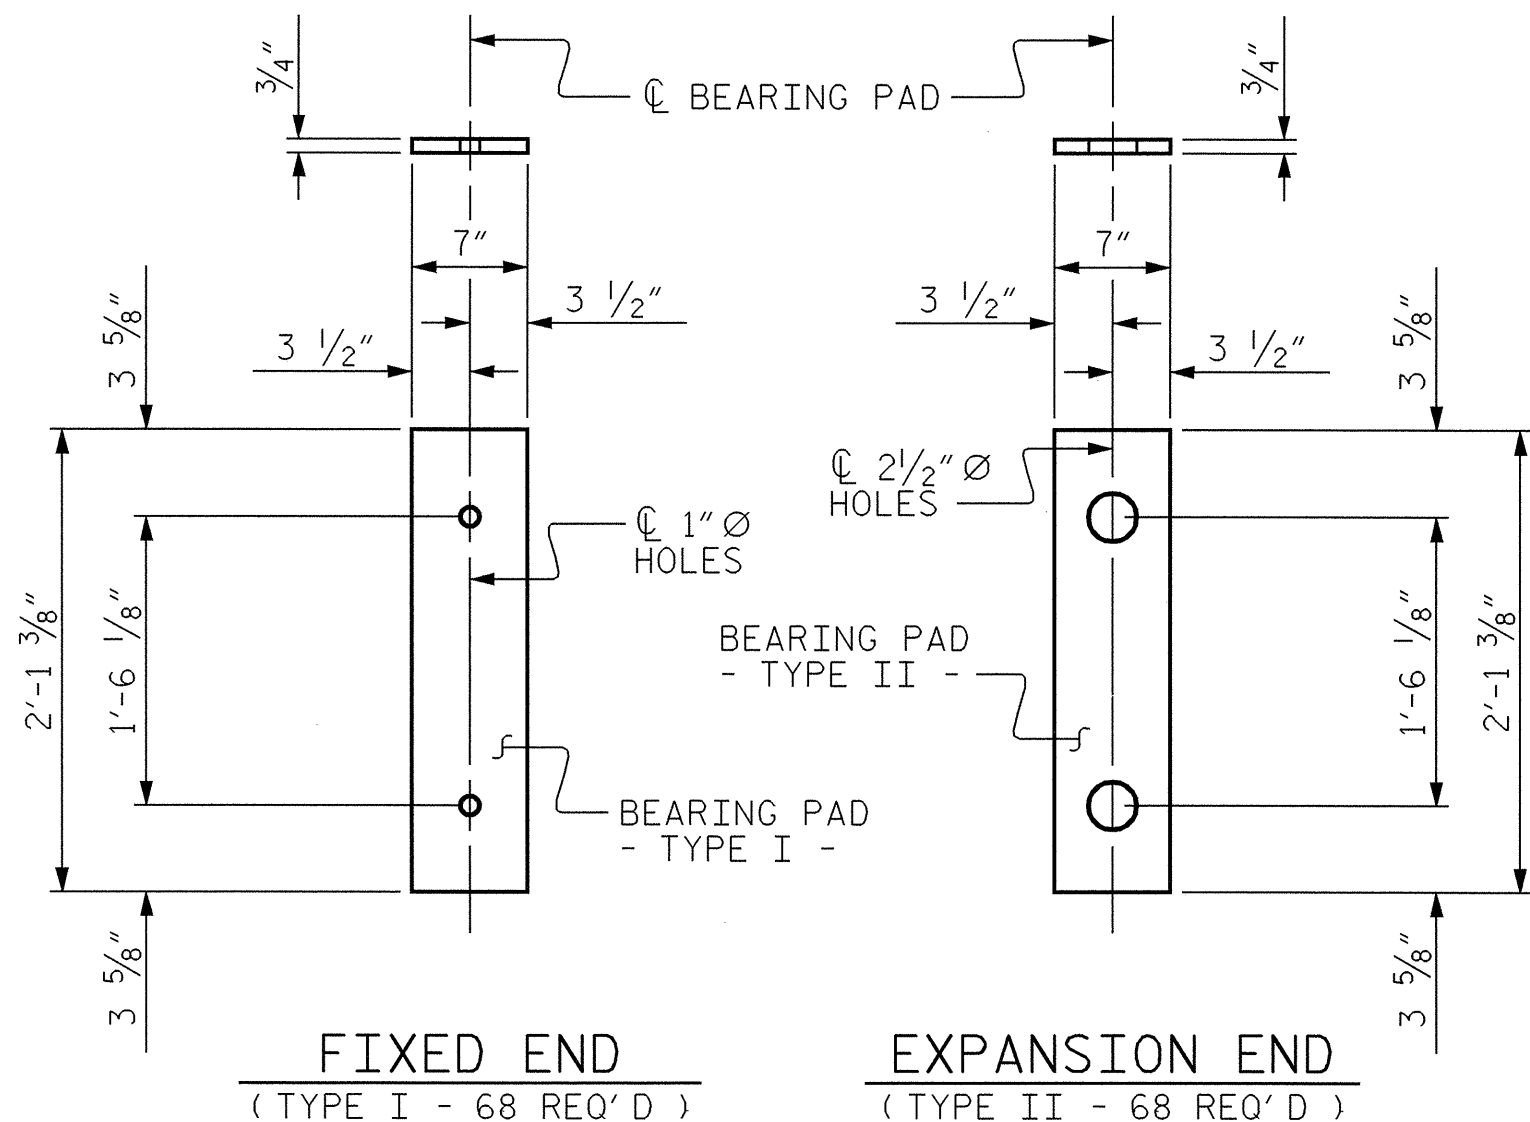 3/4"
℄ BEARING PAD
3/4"
7"
7"
3 1/2"
3 1/2"
3 1/2"
3 1/2"
3 5/8"
3 5/8"
℄ 2 1/2" Ø
HOLES
℄ 1" Ø
HOLES
2'-1 3/8"
1'-6 1/8"
BEARING PAD
- TYPE II -
1'-6 1/8"
2'-1 3/8"
BEARING PAD
- TYPE I -
3 5/8"
3 5/8"
FIXED END
(TYPE I - 68 REQ'D )
EXPANSION END
(TYPE II - 68 REQ'D )